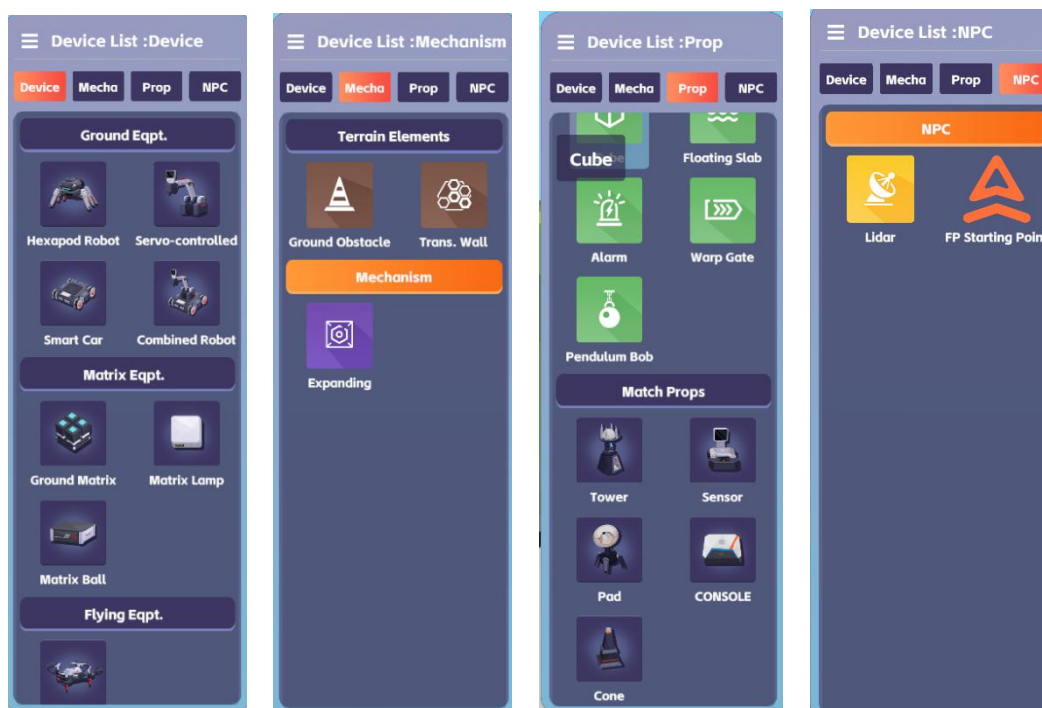 Device List :Device
Device Mecha Prop NPC
Ground Eqpt.
Hexapod Robot Servo-controlled
Smart Car Combined Robot
Matrix Eqpt.
Ground Matrix Matrix Lamp
Matrix Ball
Flying Eqpt.
Device List :Mechanism
Device Mecha Prop NPC
Terrain Elements
Ground Obstacle Trans. Wall
Mechanism
Expanding
Device List :Prop
Device Mecha Prop NPC
Cube Floating Slab
Alarm Warp Gate
Pendulum Bob
Match Props
Tower Sensor
Pad CONSOLE
Cone
Device List :NPC
Device Mecha Prop NPC
NPC
Lidar FP Starting Poin